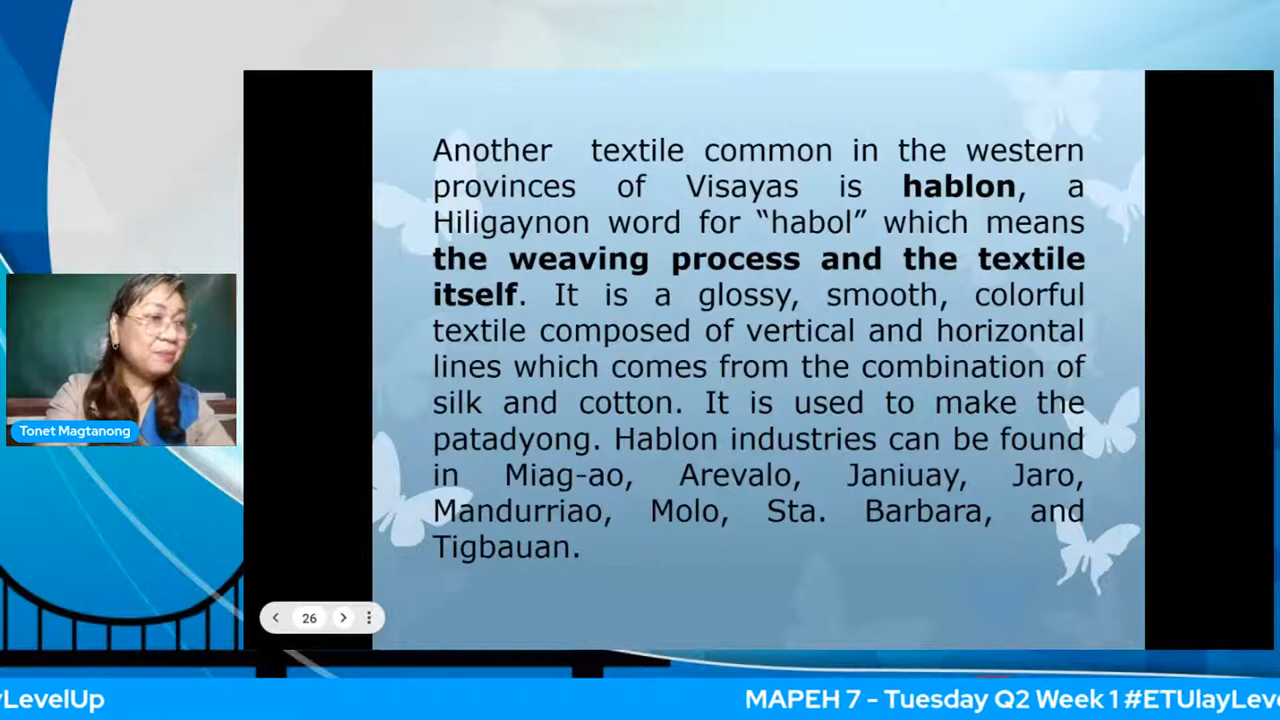 Another textile common in the western
provinces of Visayas is hablon, a
Hiligaynon word for “habol” which means
the weaving process and the textile
itself. It is a glossy, smooth, colorful
textile composed of vertical and horizontal
lines which comes from the combination of
silk and cotton. It is used to make the
patadyong. Hablon industries can be found
in Miag-ao, Arevalo, Janiuay, Jaro,
Mandurriao, Molo, Sta. Barbara, and
Tigbauan.
Tonet Magtanong
26
yLevelUp
MAPEH 7 - Tuesday Q2 Week 1 #ETUlayLeve